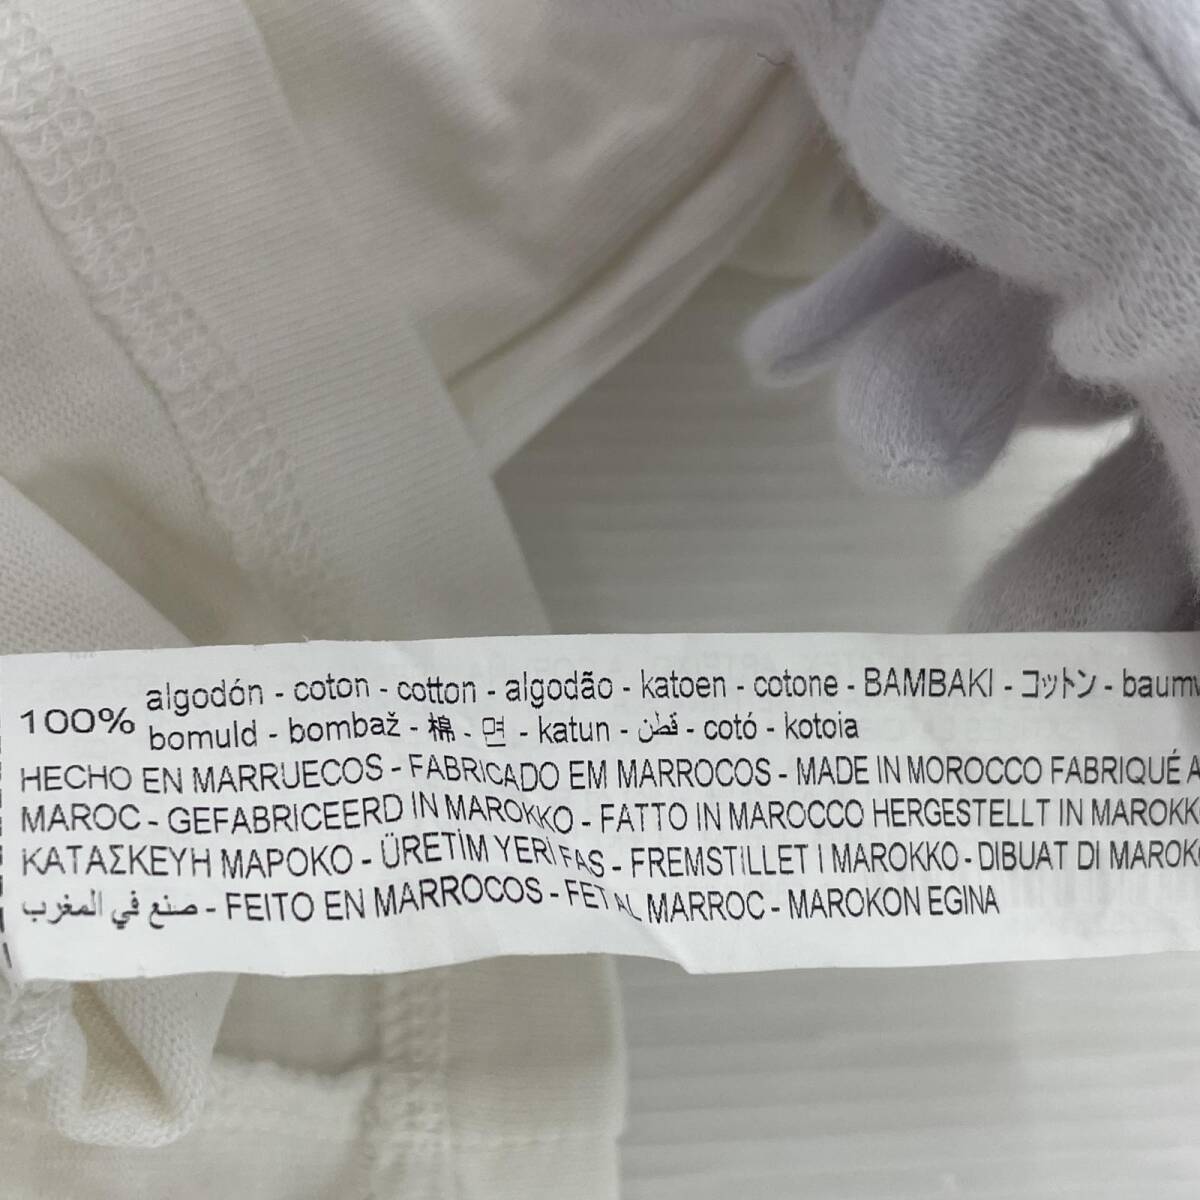 100% algodón - coton - cotton - algodão - katoen - cotone - BAMBAKI - コットン - baumw
bomuld - bombaž - 棉 - 면 - katun - قطن - cotó - kotoia
HECHO EN MARRUECOS - FABRICADO EM MARROCOS - MADE IN MOROCCO FABRIQUÉ A
MAROC - GEFABRICEERD IN MAROKKO - FATTO IN MAROCCO HERGESTELLT IN MAROKK
ΚΑΤΑΣΚΕΥΗ ΜΑΡΟΚΟ - ÜRETİM YERİ FAS - FREMSTILLET I MAROKKO - DIBUAT DI MAROK
صنع في المغرب - FEITO EN MARROCOS - FET AL MARROC - MAROKON EGINA